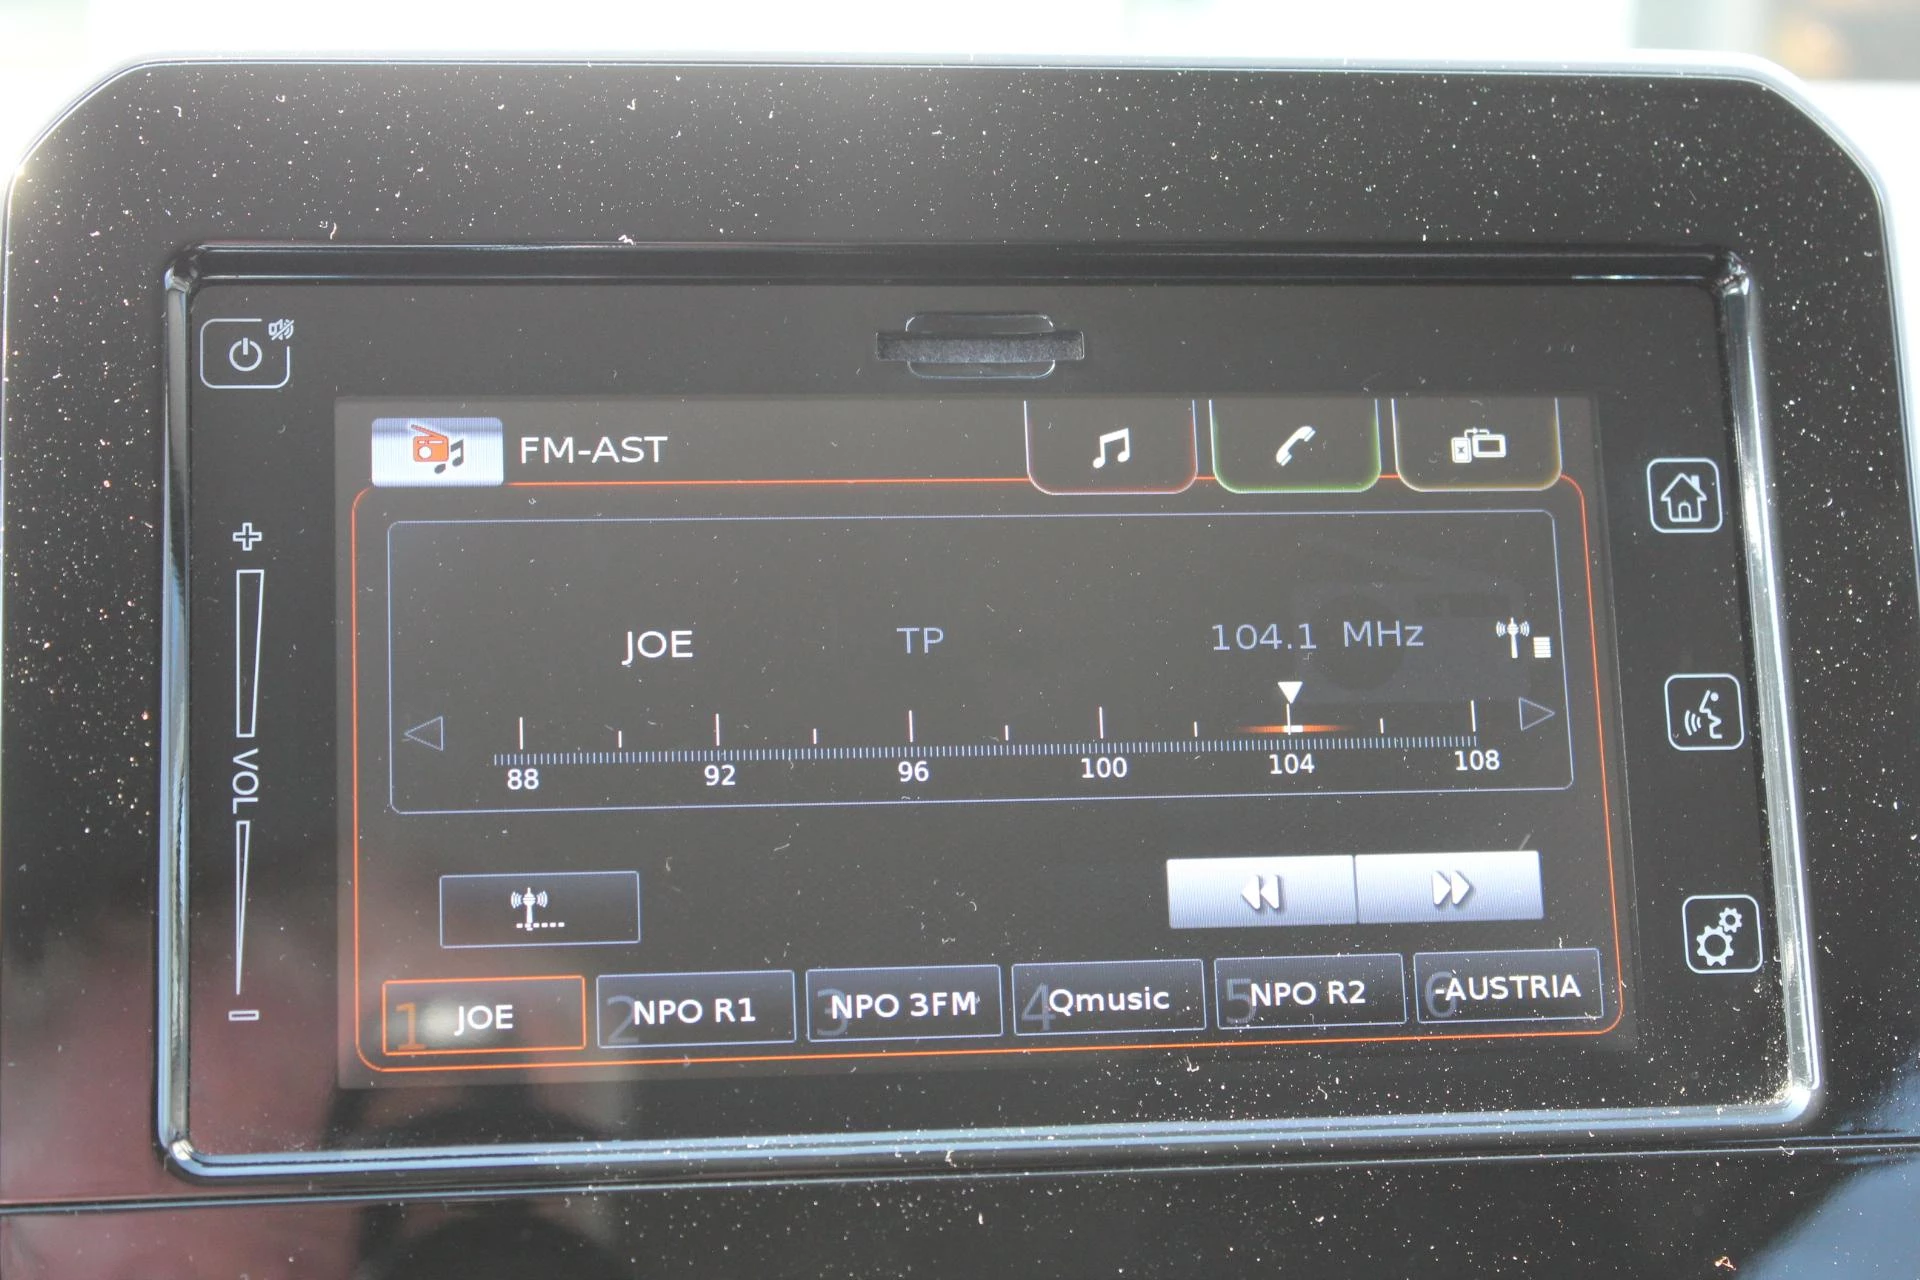 FM-AST
JOE TP 104.1 MHz
88 92 96 100 104 108
VOL
1 JOE 2 NPO R1 3 NPO 3FM 4 Qmusic 5 NPO R2 6 -AUSTRIA